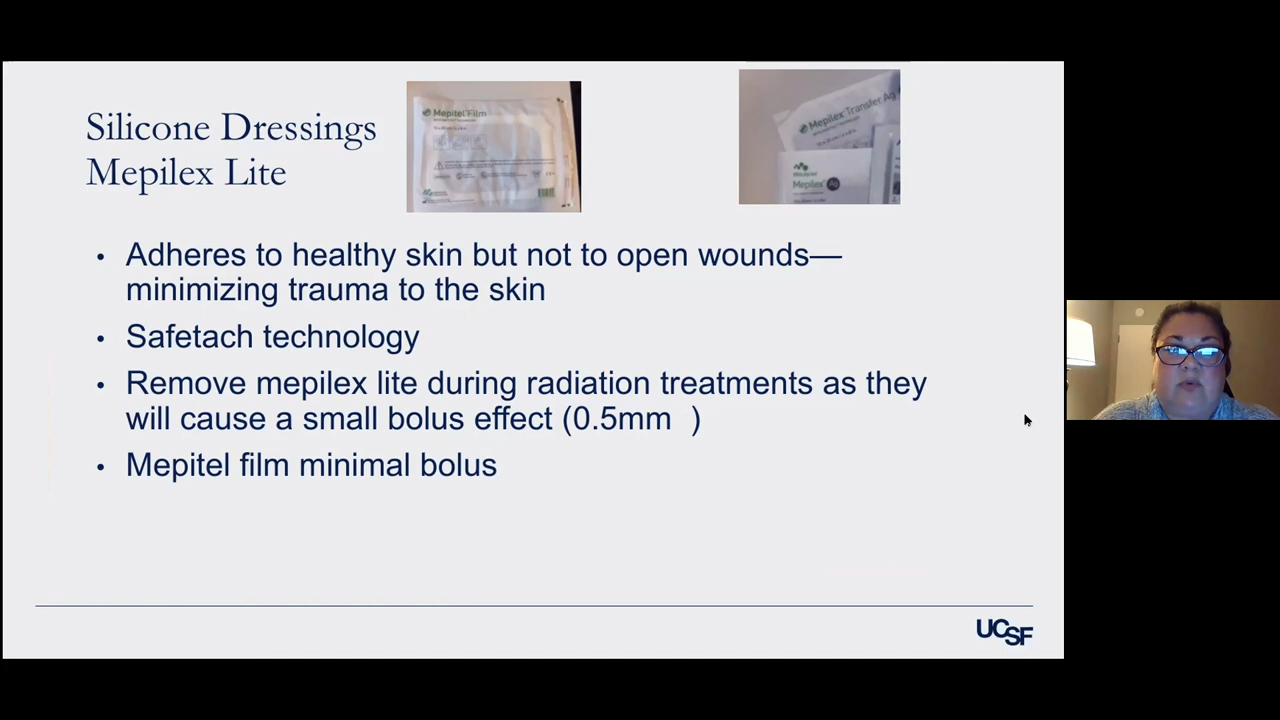 Silicone Dressings
Mepilex Lite
Mepitel Film
Mepilex Transfer Ag
Mepilex Ag
• Adheres to healthy skin but not to open wounds—
minimizing trauma to the skin
• Safetach technology
• Remove mepilex lite during radiation treatments as they
will cause a small bolus effect (0.5mm )
• Mepitel film minimal bolus
UCSF